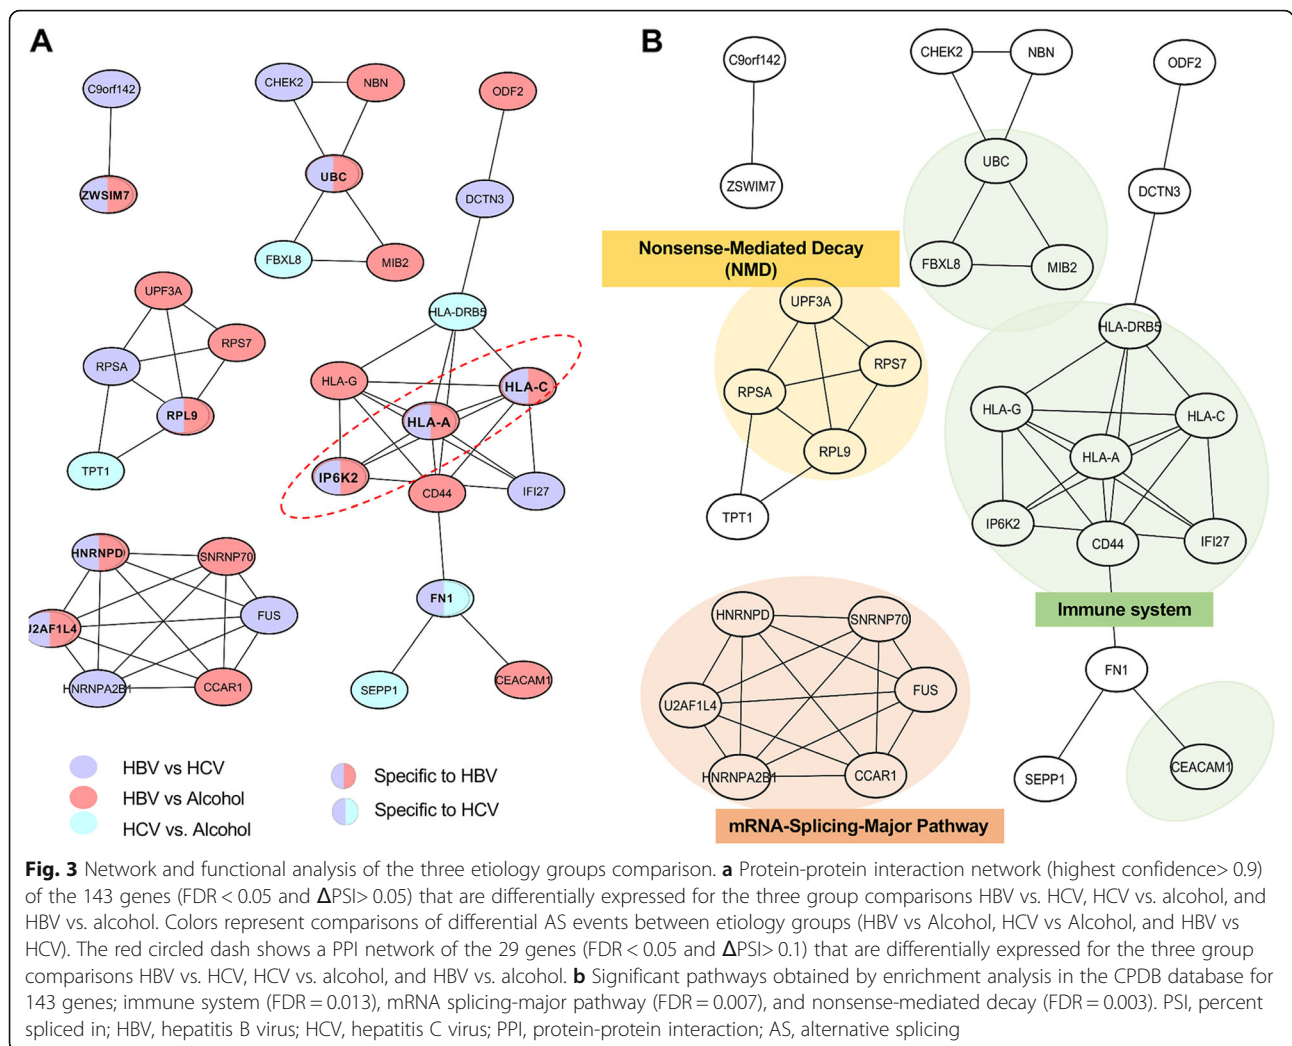 A
C9orf142
ZWSIM7
CHEK2
NBN
UBC
FBXL8
MIB2
ODF2
DCTN3
HLA-DRB5
HLA-G
HLA-C
HLA-A
IP6K2
CD44
IFI27
FN1
SEPP1
CEACAM1
UPF3A
RPS7
RPSA
RPL9
TPT1
HNRNPD
SNRNP70
FUS
U2AF1L4
HNRNPA2B1
CCAR1
HBV vs HCV
HBV vs Alcohol
HCV vs. Alcohol
Specific to HBV
Specific to HCV
B
C9orf142
ZSWIM7
CHEK2
NBN
UBC
FBXL8
MIB2
ODF2
DCTN3
Nonsense-Mediated Decay
(NMD)
UPF3A
RPS7
RPSA
RPL9
TPT1
HLA-DRB5
HLA-G
HLA-C
HLA-A
IP6K2
CD44
IFI27
Immune system
FN1
SEPP1
CEACAM1
HNRNPD
SNRNP70
FUS
U2AF1L4
HNRNPA2B1
CCAR1
mRNA-Splicing-Major Pathway
Fig. 3 Network and functional analysis of the three etiology groups comparison. a Protein-protein interaction network (highest confidence> 0.9)
of the 143 genes (FDR < 0.05 and ΔPSI> 0.05) that are differentially expressed for the three group comparisons HBV vs. HCV, HCV vs. alcohol, and
HBV vs. alcohol. Colors represent comparisons of differential AS events between etiology groups (HBV vs Alcohol, HCV vs Alcohol, and HBV vs
HCV). The red circled dash shows a PPI network of the 29 genes (FDR < 0.05 and ΔPSI> 0.1) that are differentially expressed for the three group
comparisons HBV vs. HCV, HCV vs. alcohol, and HBV vs. alcohol. b Significant pathways obtained by enrichment analysis in the CPDB database for
143 genes; immune system (FDR = 0.013), mRNA splicing-major pathway (FDR = 0.007), and nonsense-mediated decay (FDR = 0.003). PSI, percent
spliced in; HBV, hepatitis B virus; HCV, hepatitis C virus; PPI, protein-protein interaction; AS, alternative splicing